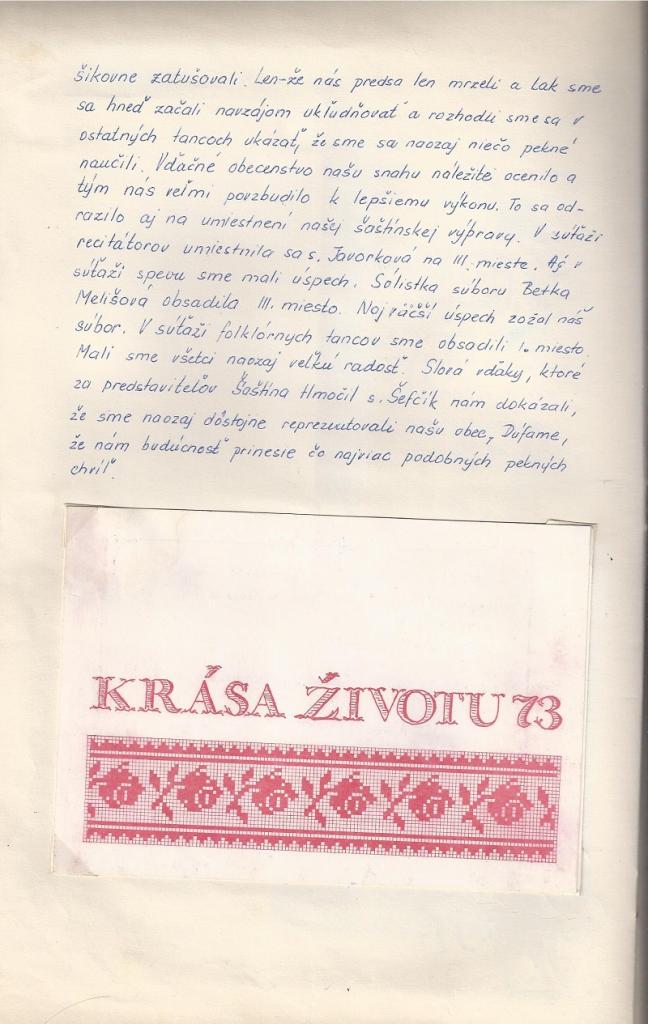 šikovne zatušovali. Len-že nás predsa len mrzeli a tak sme
sa hneď začali navzájom ukľudňovať a rozhodli sme sa v
ostatných tancoch ukázať, že sme sa naozaj niečo pekné
naučili. Vďačné obecenstvo našu snahu náležite ocenilo a
tým nás veľmi povzbudilo k lepšiemu výkonu. To sa od-
razilo aj na umiestnení našej šaštínskej výpravy. V súťaži
recitátorov umiestnila sa s. Javorková na III. mieste. Aj v
súťaži spevu sme mali úspech. Sólistka súboru Betka
Melišová obsadila III. miesto. Najväčší úspech zožal náš
súbor. V súťaži folklórnych tancov sme obsadili 1. miesto.
Mali sme všetci naozaj veľkú radosť. Slová vďaky, ktoré
za predstaviteľov Šaštína tlmočil s. Šefčík nám dokázali,
že sme naozaj dôstojne reprezentovali našu obec. Dúfame,
že nám budúcnosť prinesie čo najviac podobných pekných
chvíľ.
KRÁSA ŽIVOTU 73